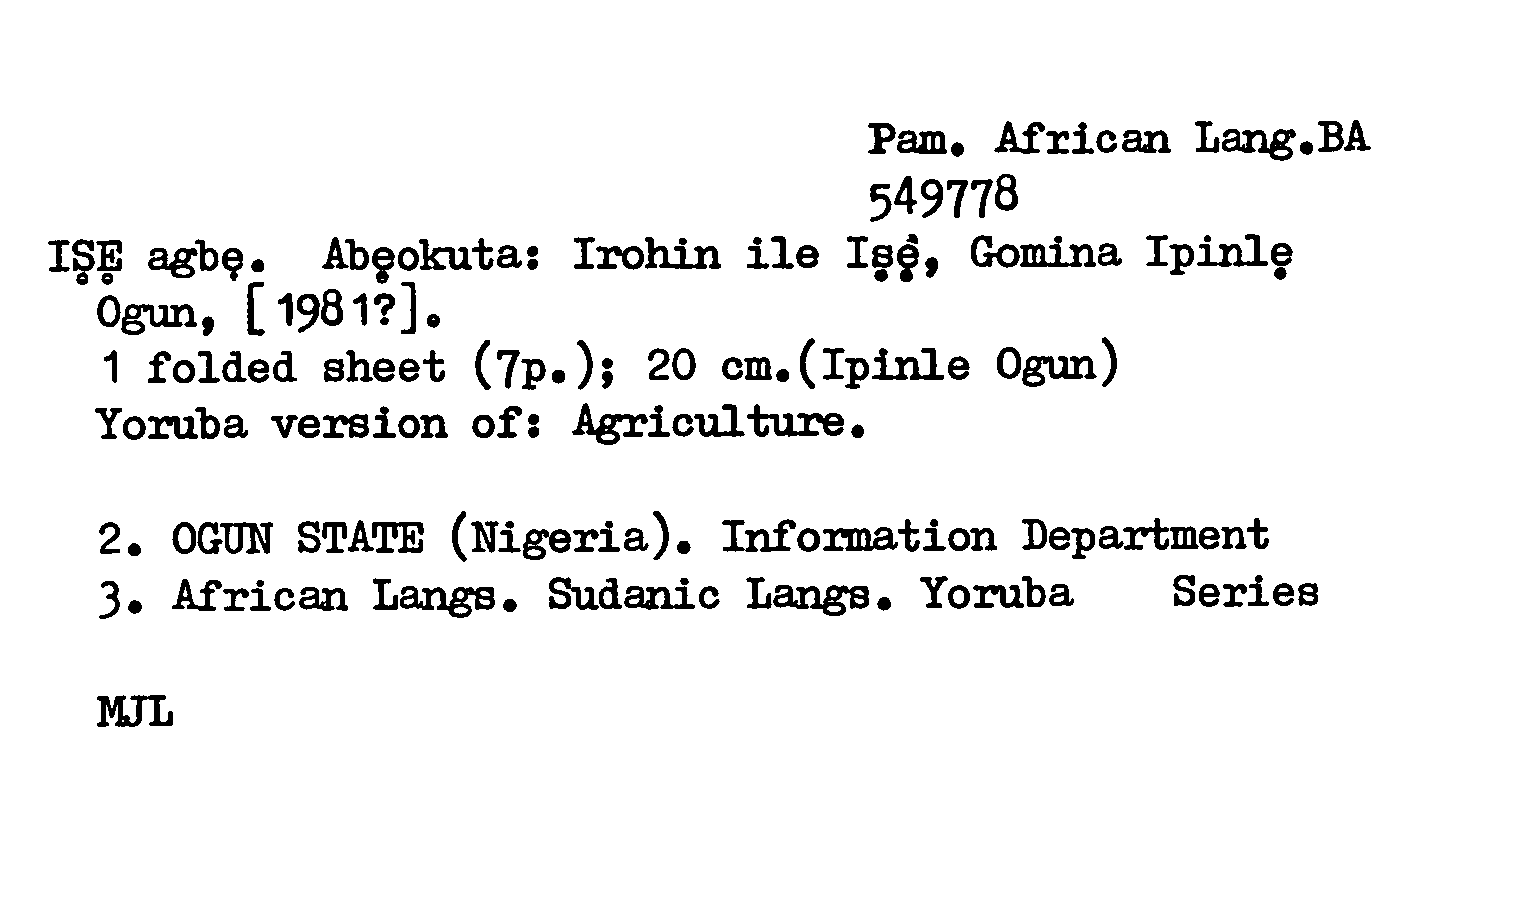 Pam. African Lang.BA
549778
IṢẸ agbẹ.  Abẹokuta: Irohin ile Iṣẹ́, Gomina Ipinlẹ
Ogun, [1981?].
1 folded sheet (7p.); 20 cm.(Ipinle Ogun)
Yoruba version of: Agriculture.
2. OGUN STATE (Nigeria). Information Department
3. African Langs. Sudanic Langs. Yoruba    Series
MJL